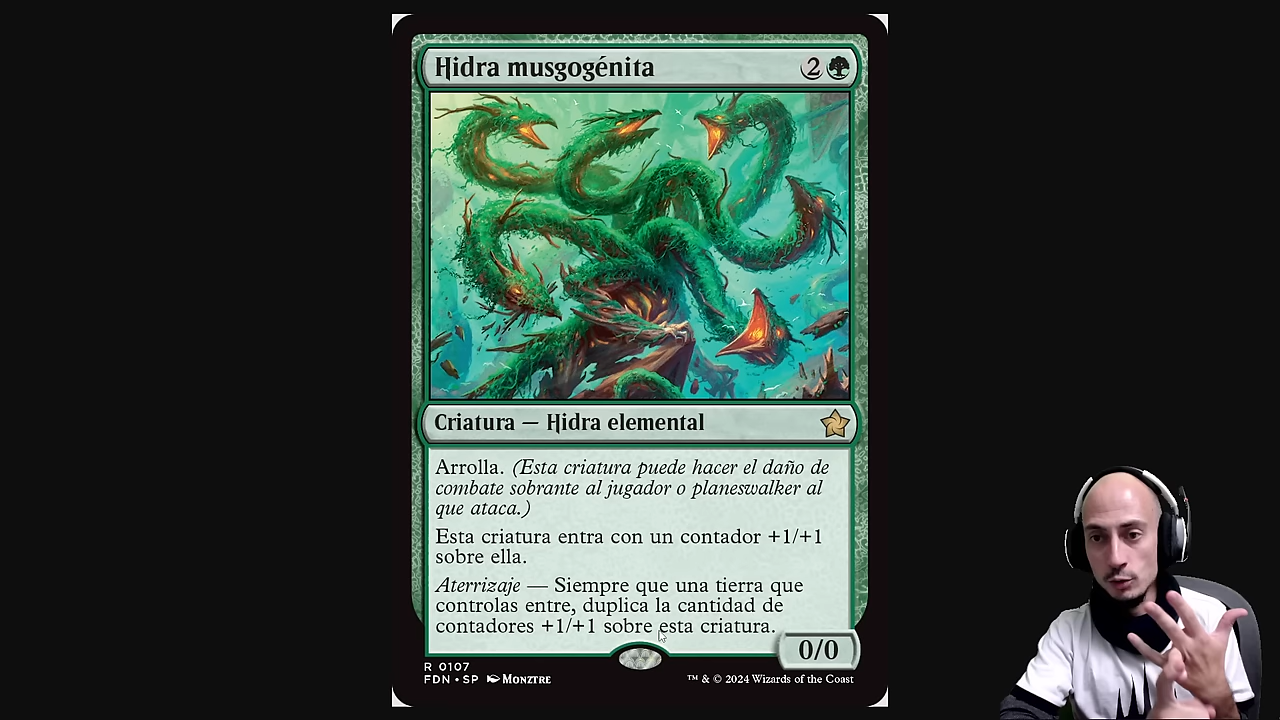 Hidra musgogénita
2
Criatura — Hidra elemental
Arrolla. (Esta criatura puede hacer el daño de
combate sobrante al jugador o planeswalker al
que ataca.)
Esta criatura entra con un contador +1/+1
sobre ella.
Aterrizaje — Siempre que una tierra que
controlas entre, duplica la cantidad de
contadores +1/+1 sobre esta criatura.
0/0
R 0107
FDN • SP Monztre
™ & © 2024 Wizards of the Coast